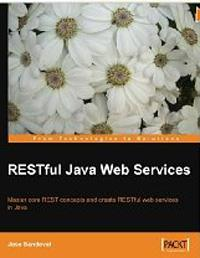 From Technologies to Solutions
RESTful Java Web Services
Master core REST concepts and create RESTful web services
in Java
Jose Sandoval
PACKT
PUBLISHING